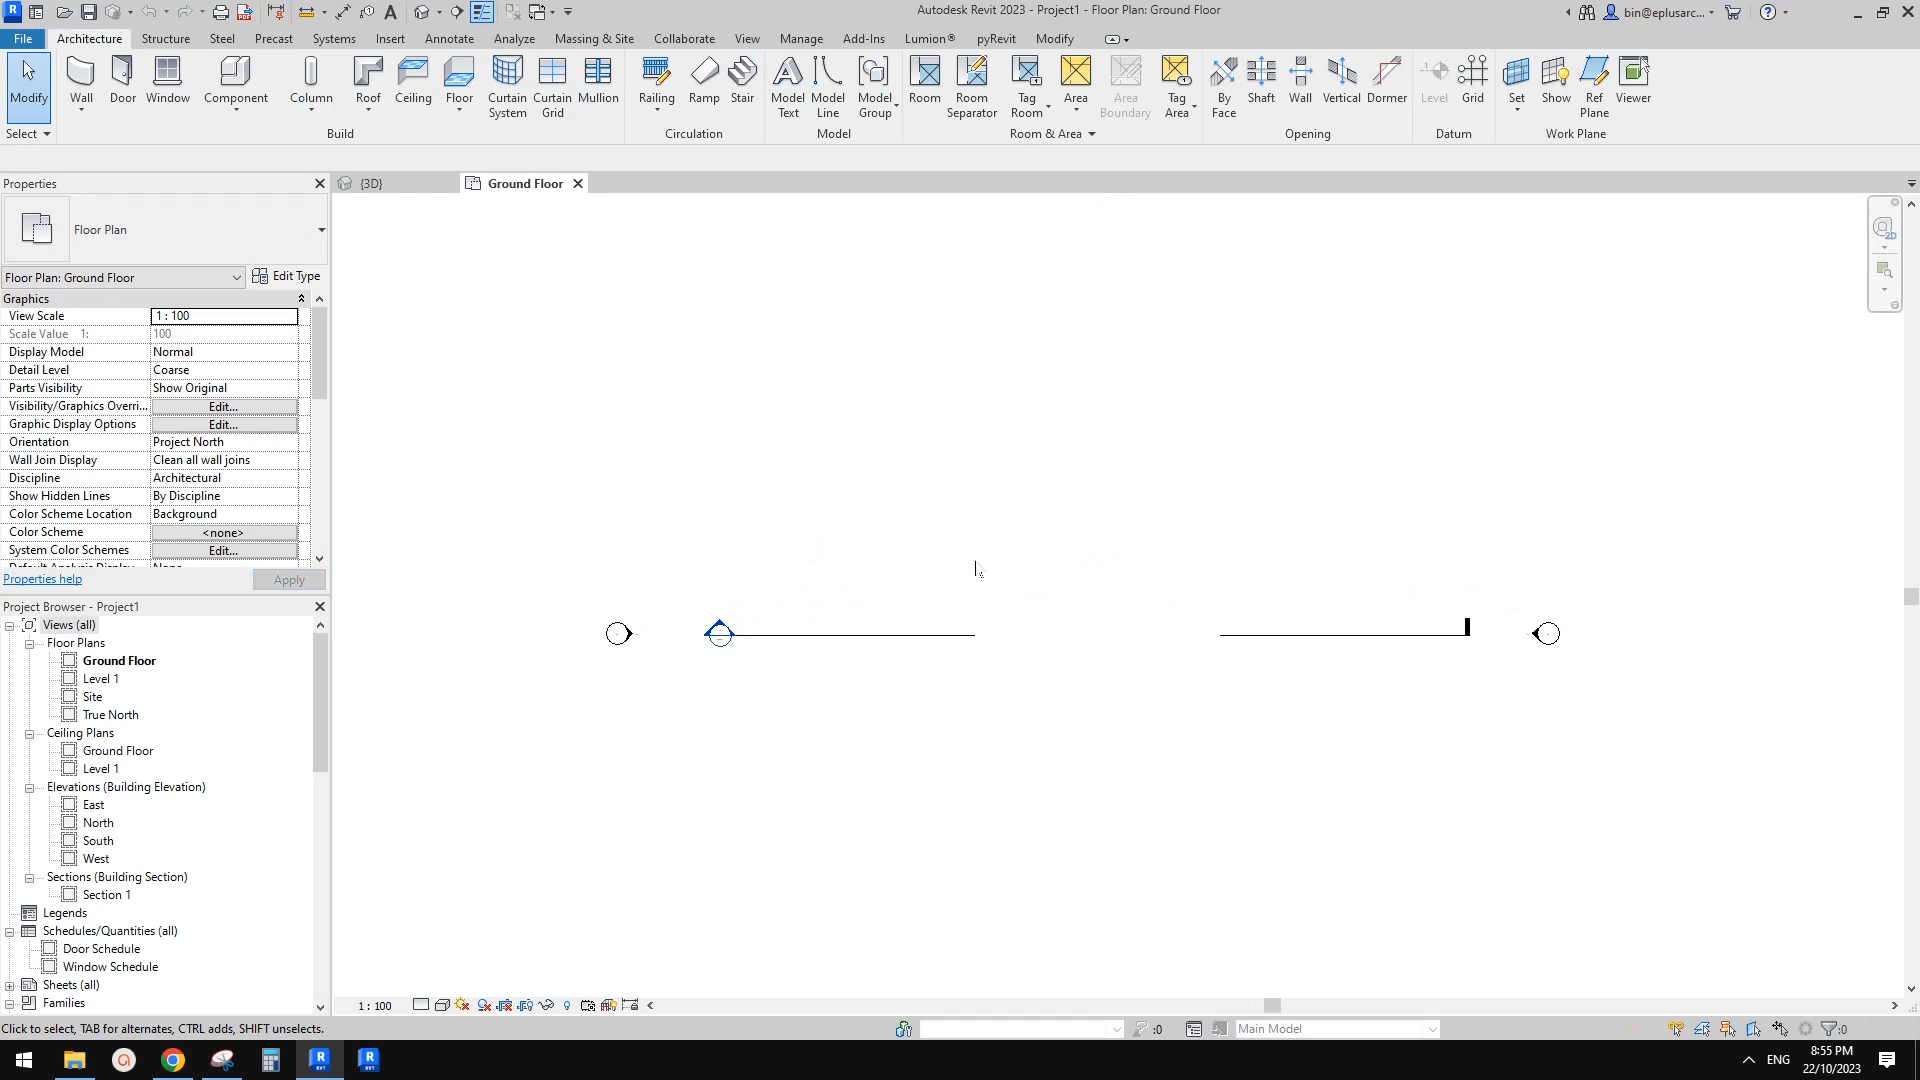 Autodesk Revit 2023 - Project1 - Floor Plan: Ground Floor
bin@eplusarc...
File Architecture Structure Steel Precast Systems Insert Annotate Analyze Massing & Site Collaborate View Manage Add-Ins Lumion® pyRevit Modify
Modify Wall Door Window Component Column Roof Ceiling Floor Curtain System Curtain Grid Mullion Railing Ramp Stair Model Text Model Line Model Group Room Room Separator Tag Room Area Area Boundary Tag Area By Face Shaft Wall Vertical Dormer Level Grid Set Show Ref Plane Viewer
Select Build Circulation Model Room & Area Opening Datum Work Plane
Properties
{3D}
Ground Floor
Floor Plan
Floor Plan: Ground Floor
Edit Type
Graphics
View Scale 1 : 100
Scale Value 1: 100
Display Model Normal
Detail Level Coarse
Parts Visibility Show Original
Visibility/Graphics Overri... Edit...
Graphic Display Options Edit...
Orientation Project North
Wall Join Display Clean all wall joins
Discipline Architectural
Show Hidden Lines By Discipline
Color Scheme Location Background
Color Scheme <none>
System Color Schemes Edit...
Properties help
Apply
Project Browser - Project1
Views (all)
Floor Plans
Ground Floor
Level 1
Site
True North
Ceiling Plans
Ground Floor
Level 1
Elevations (Building Elevation)
East
North
South
West
Sections (Building Section)
Section 1
Legends
Schedules/Quantities (all)
Door Schedule
Window Schedule
Sheets (all)
Families
1 : 100
Click to select, TAB for alternates, CTRL adds, SHIFT unselects.
:0
Main Model
:0
ENG
8:55 PM
22/10/2023